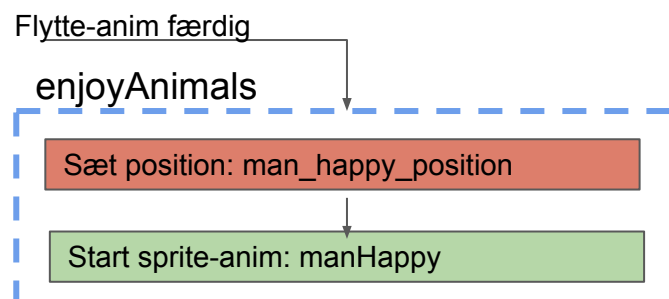 Flytte-anim færdig
enjoyAnimals
Sæt position: man_happy_position
Start sprite-anim: manHappy